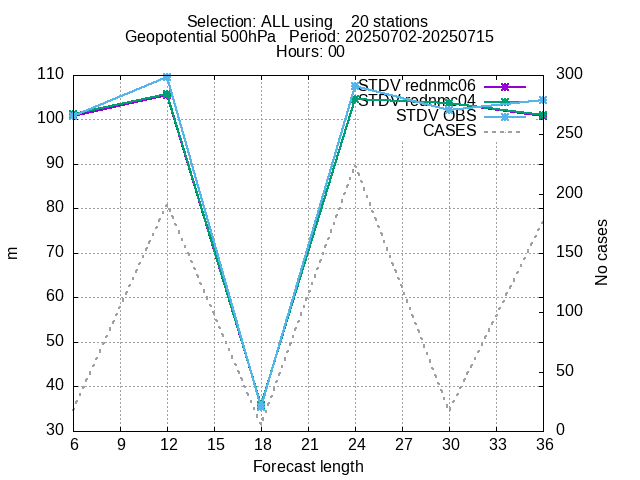 Selection: ALL using 20 stations
Geopotential 500hPa Period: 20250702-20250715
Hours: 00
STDV rednmc06
STDV rednmc04
STDV OBS
CASES
110
100
90
80
70
60
50
40
30
m
300
250
200
150
100
50
0
No cases
6 9 12 15 18 21 24 27 30 33 36
Forecast length